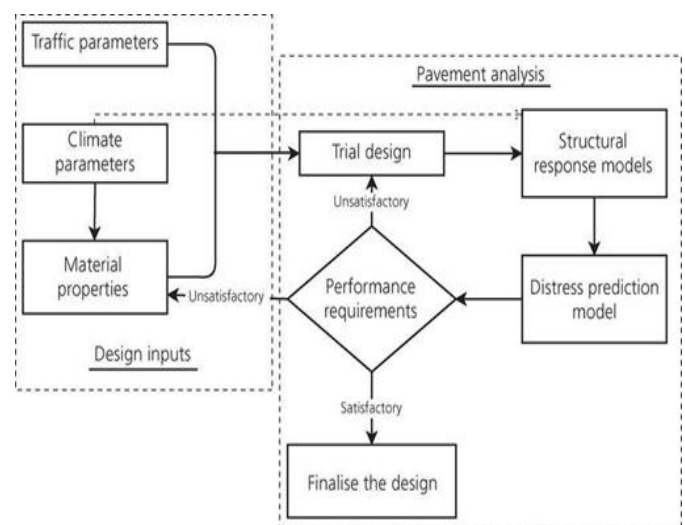 Traffic parameters
Pavement analysis
Climate
parameters
Trial design
Structural
response models
Unsatisfactory
Material
properties
Unsatisfactory
Performance
requirements
Distress prediction
model
Design inputs
Satisfactory
Finalise the design